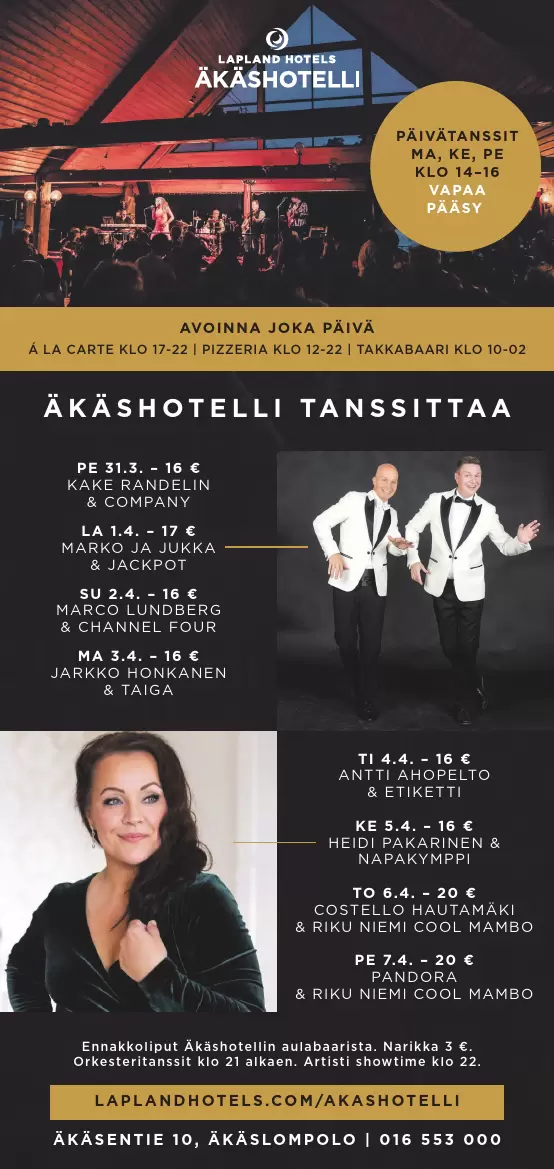 LAPLAND HOTELS
ÄKÄSHOTELLI
PÄIVÄTANSSIT
MA, KE, PE
KLO 14–16
VAPAA
PÄÄSY
AVOINNA JOKA PÄIVÄ
Á LA CARTE KLO 17-22 | PIZZERIA KLO 12-22 | TAKKABAARI KLO 10-02
ÄKÄSHOTELLI TANSSITTAA
PE 31.3. – 16 €
KAKE RANDELIN
& COMPANY
LA 1.4. – 17 €
MARKO JA JUKKA
& JACKPOT
SU 2.4. – 16 €
MARCO LUNDBERG
& CHANNEL FOUR
MA 3.4. – 16 €
JARKKO HONKANEN
& TAIGA
TI 4.4. – 16 €
ANTTI AHOPELTO
& ETIKETTI
KE 5.4. – 16 €
HEIDI PAKARINEN &
NAPAKYMPPI
TO 6.4. – 20 €
COSTELLO HAUTAMÄKI
& RIKU NIEMI COOL MAMBO
PE 7.4. – 20 €
PANDORA
& RIKU NIEMI COOL MAMBO
Ennakkoliput Äkäshotellin aulabaarista. Narikka 3 €.
Orkesteritanssit klo 21 alkaen. Artisti showtime klo 22.
LAPLANDHOTELS.COM/AKASHOTELLI
ÄKÄSENTIE 10, ÄKÄSLOMPOLO | 016 553 000